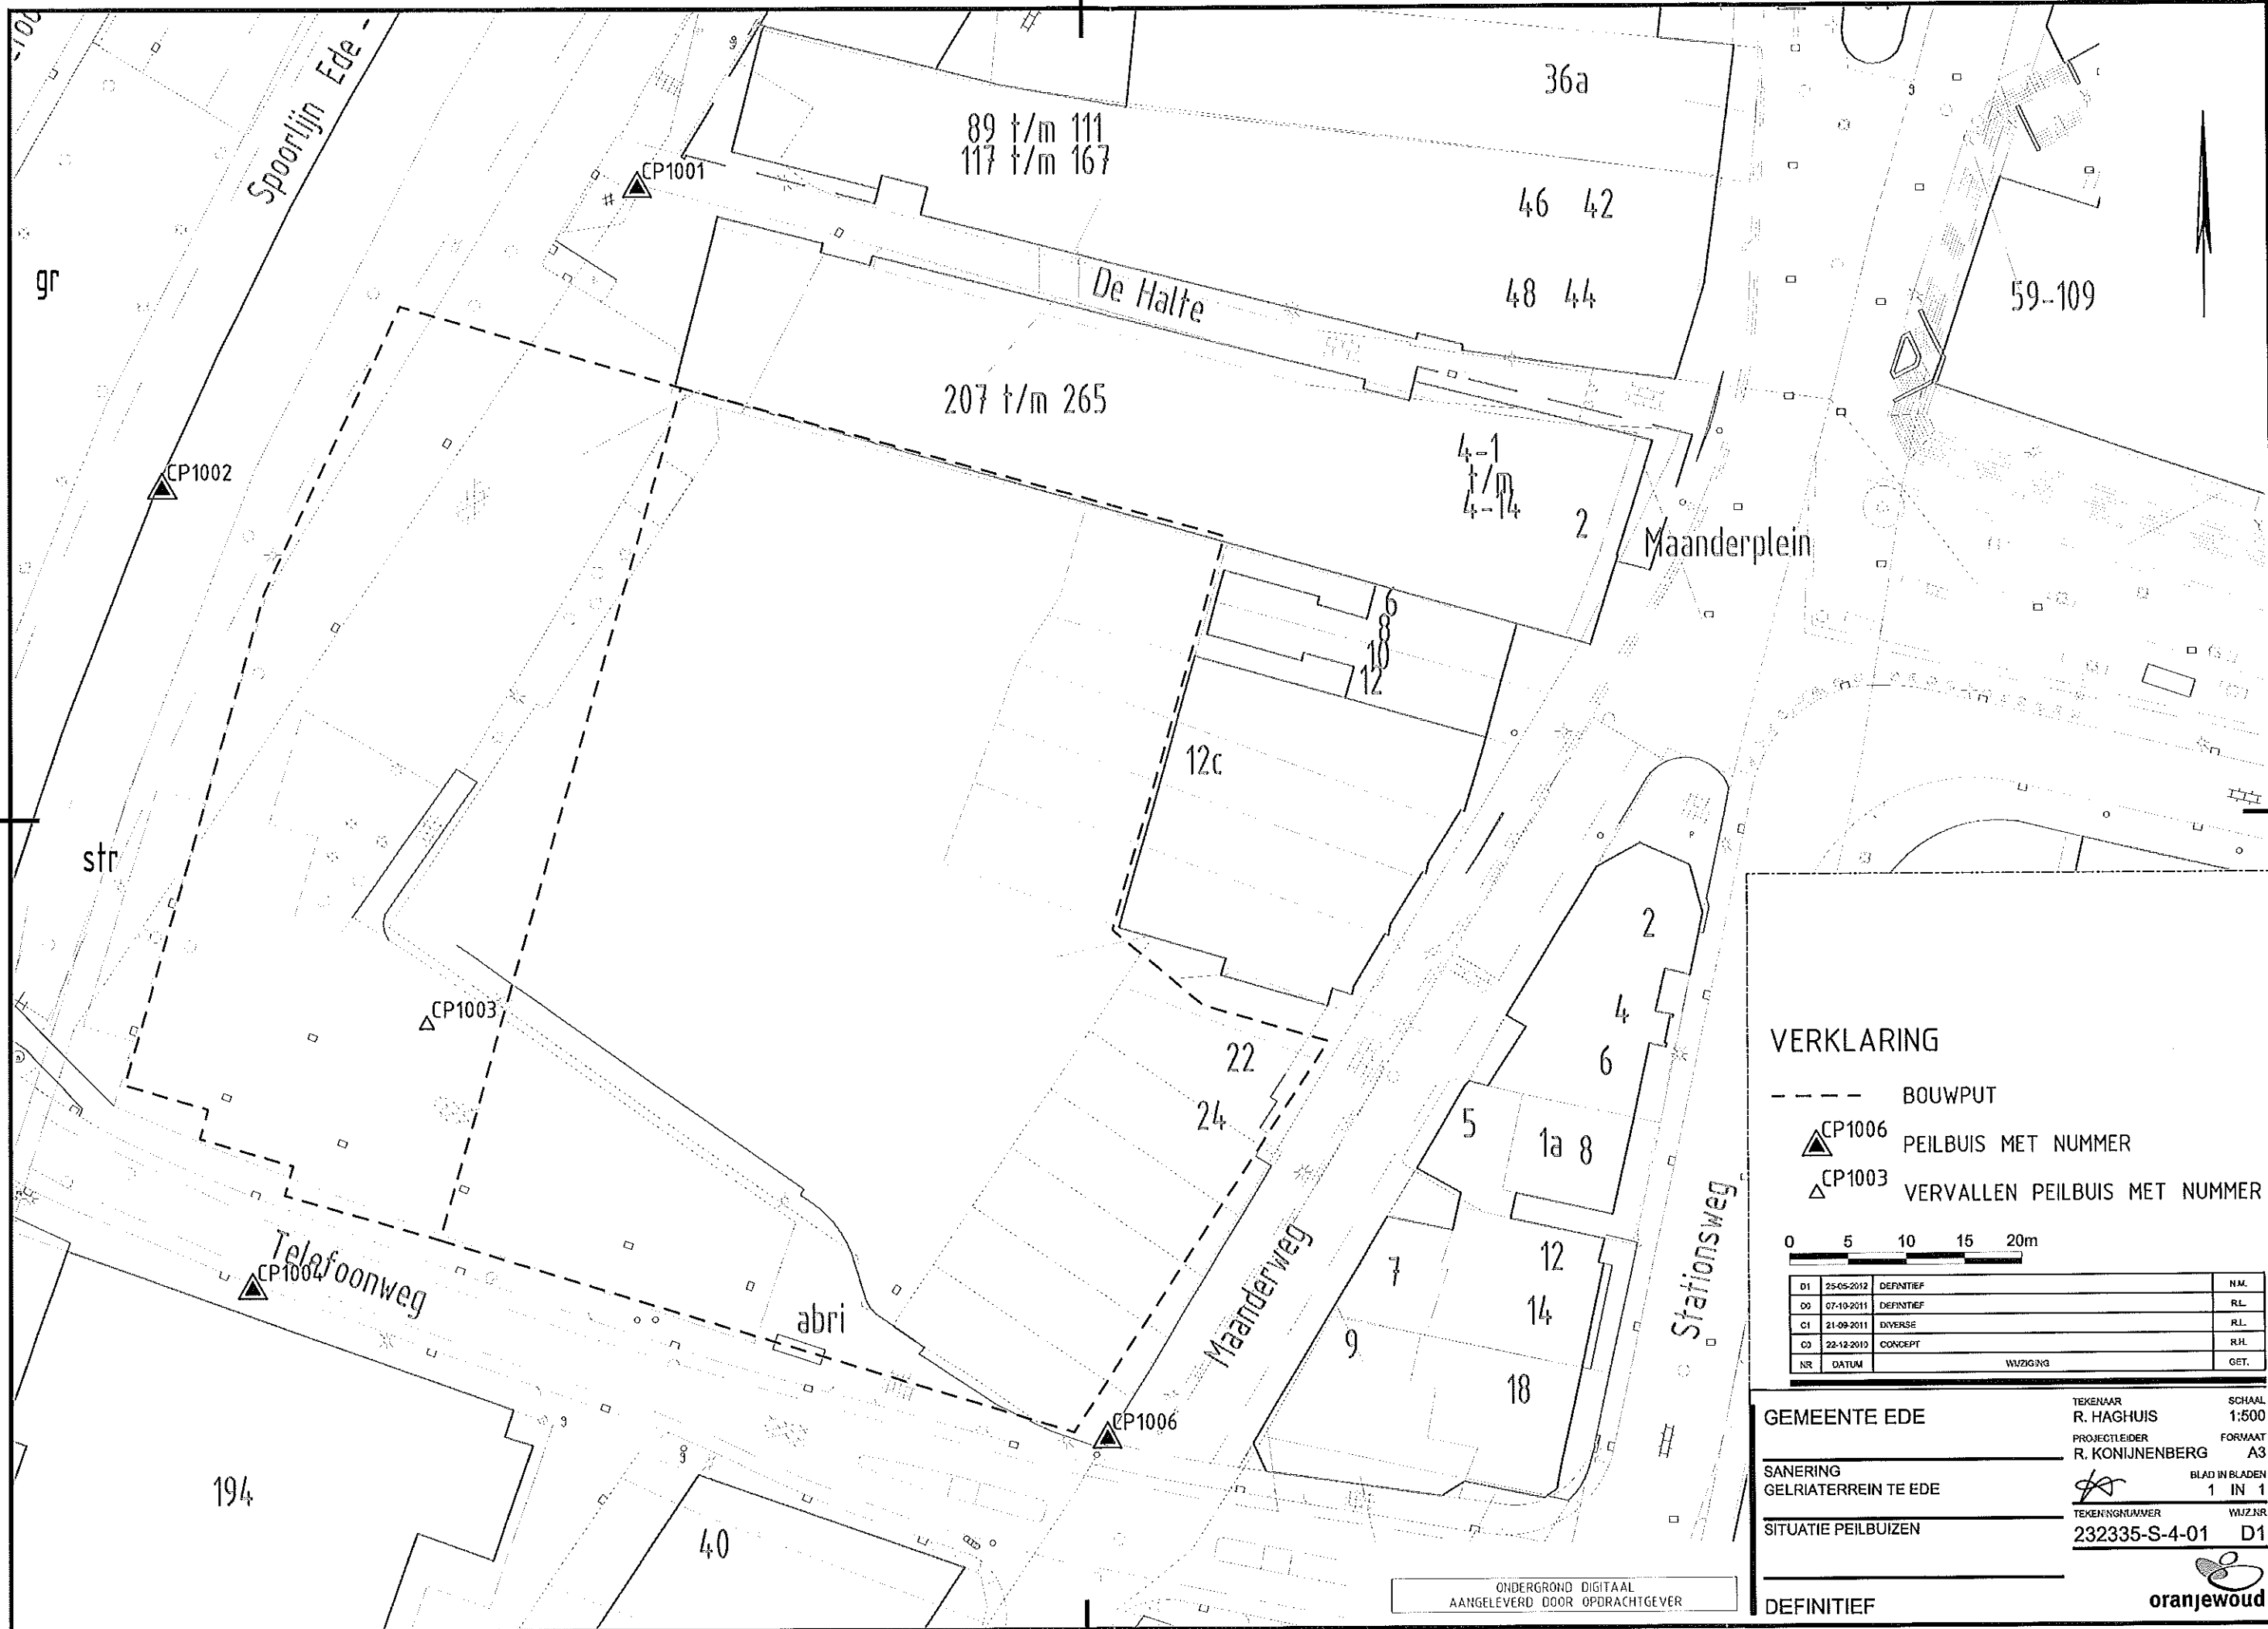 Spoorlijn Ede -
gr
str
CP1001
CP1002
CP1003
CP1004
CP1006
89 t/m 111
117 t/m 167
36a
46 42
48 44
59-109
De Halte
207 t/m 265
4-1
t/m
4-14
2
Maanderplein
6
8
10
12
12c
22
24
2
4
6
5
1a 8
7
12
14
9
18
Telefoonweg
abri
Maanderweg
Stationsweg
194
40
VERKLARING
BOUWPUT
CP1006 PEILBUIS MET NUMMER
CP1003 VERVALLEN PEILBUIS MET NUMMER
0 5 10 15 20m
D1 25-05-2012 DEFINITIEF N.M.
D0 07-10-2011 DEFINITIEF R.L.
C1 21-09-2011 DIVERSE R.L.
C0 22-12-2010 CONCEPT R.H.
NR DATUM WIJZIGING GET.
GEMEENTE EDE
TEKENAAR SCHAAL
R. HAGHUIS 1:500
PROJECTLEIDER FORMAAT
R. KONIJNENBERG A3
SANERING
GELRIATERREIN TE EDE
BLAD IN BLADEN
1 IN 1
SITUATIE PEILBUIZEN
TEKENINGNUMMER WIJZ.NR
232335-S-4-01 D1
DEFINITIEF
oranjewoud
ONDERGROND DIGITAAL
AANGELEVERD DOOR OPDRACHTGEVER